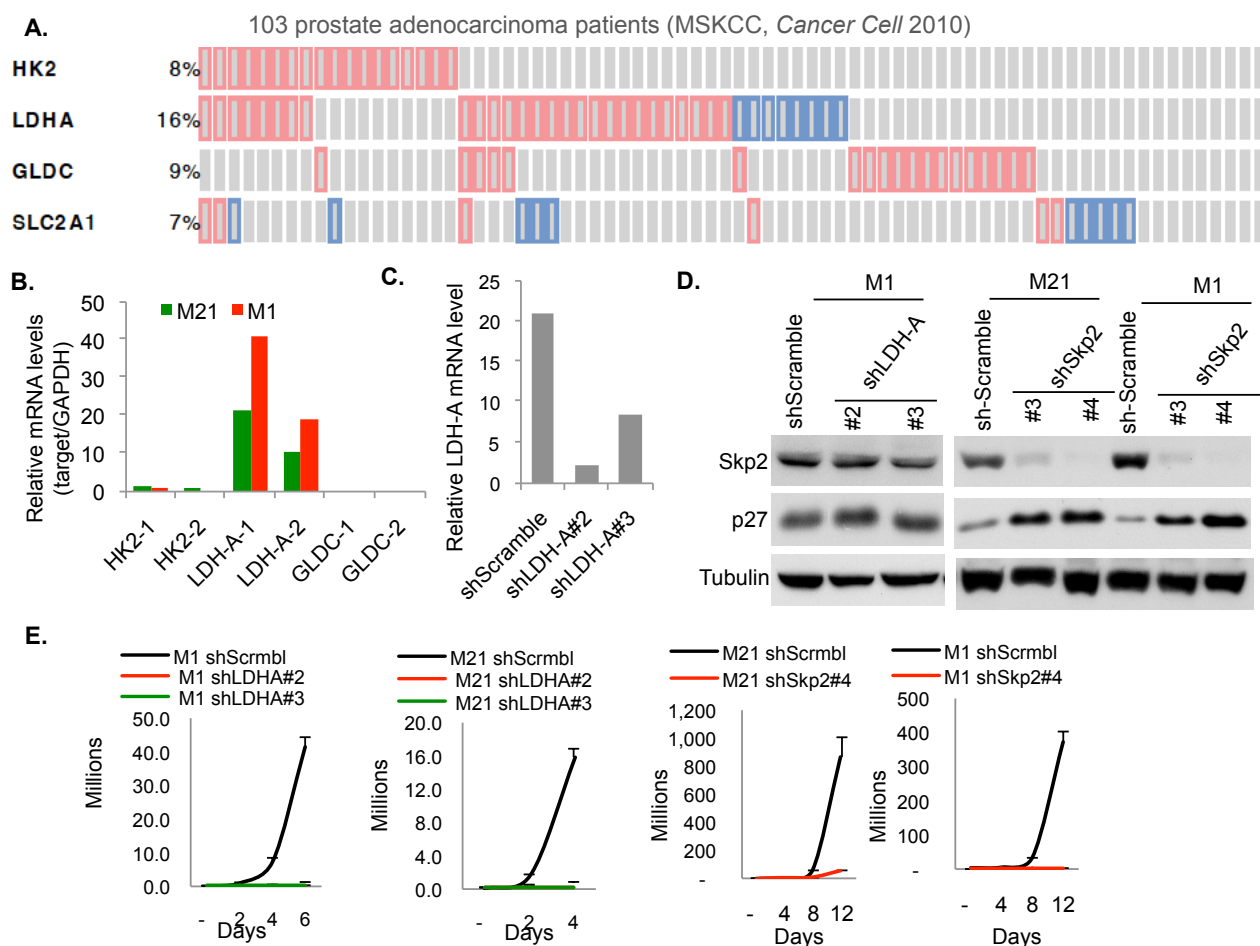 A.
103 prostate adenocarcinoma patients (MSKCC, Cancer Cell 2010)
HK2 8%
LDHA 16%
GLDC 9%
SLC2A1 7%
B.
Relative mRNA levels
(target/GAPDH)
M21 M1
50
40
30
20
10
0
HK2-1
HK2-2
LDH-A-1
LDH-A-2
GLDC-1
GLDC-2
C.
Relative LDH-A mRNA level
25
20
15
10
5
0
shScramble
shLDH-A#2
shLDH-A#3
D.
M1
shScramble
shLDH-A
#2
#3
M21
sh-Scramble
shSkp2
#3
#4
M1
sh-Scramble
shSkp2
#3
#4
Skp2
p27
Tubulin
E.
M1 shScrmbl
M1 shLDHA#2
M1 shLDHA#3
Millions
50.0
40.0
30.0
20.0
10.0
0.0
- 2 4 6
Days
M21 shScrmbl
M21 shLDHA#2
M21 shLDHA#3
Millions
20.0
16.0
12.0
8.0
4.0
0.0
- 2 4
Days
M21 shScrmbl
M21 shSkp2#4
Millions
1,200
1,000
800
600
400
200
-
- 4 8 12
Days
M1 shScrmbl
M1 shSkp2#4
Millions
500
400
300
200
100
-
- 4 8 12
Days